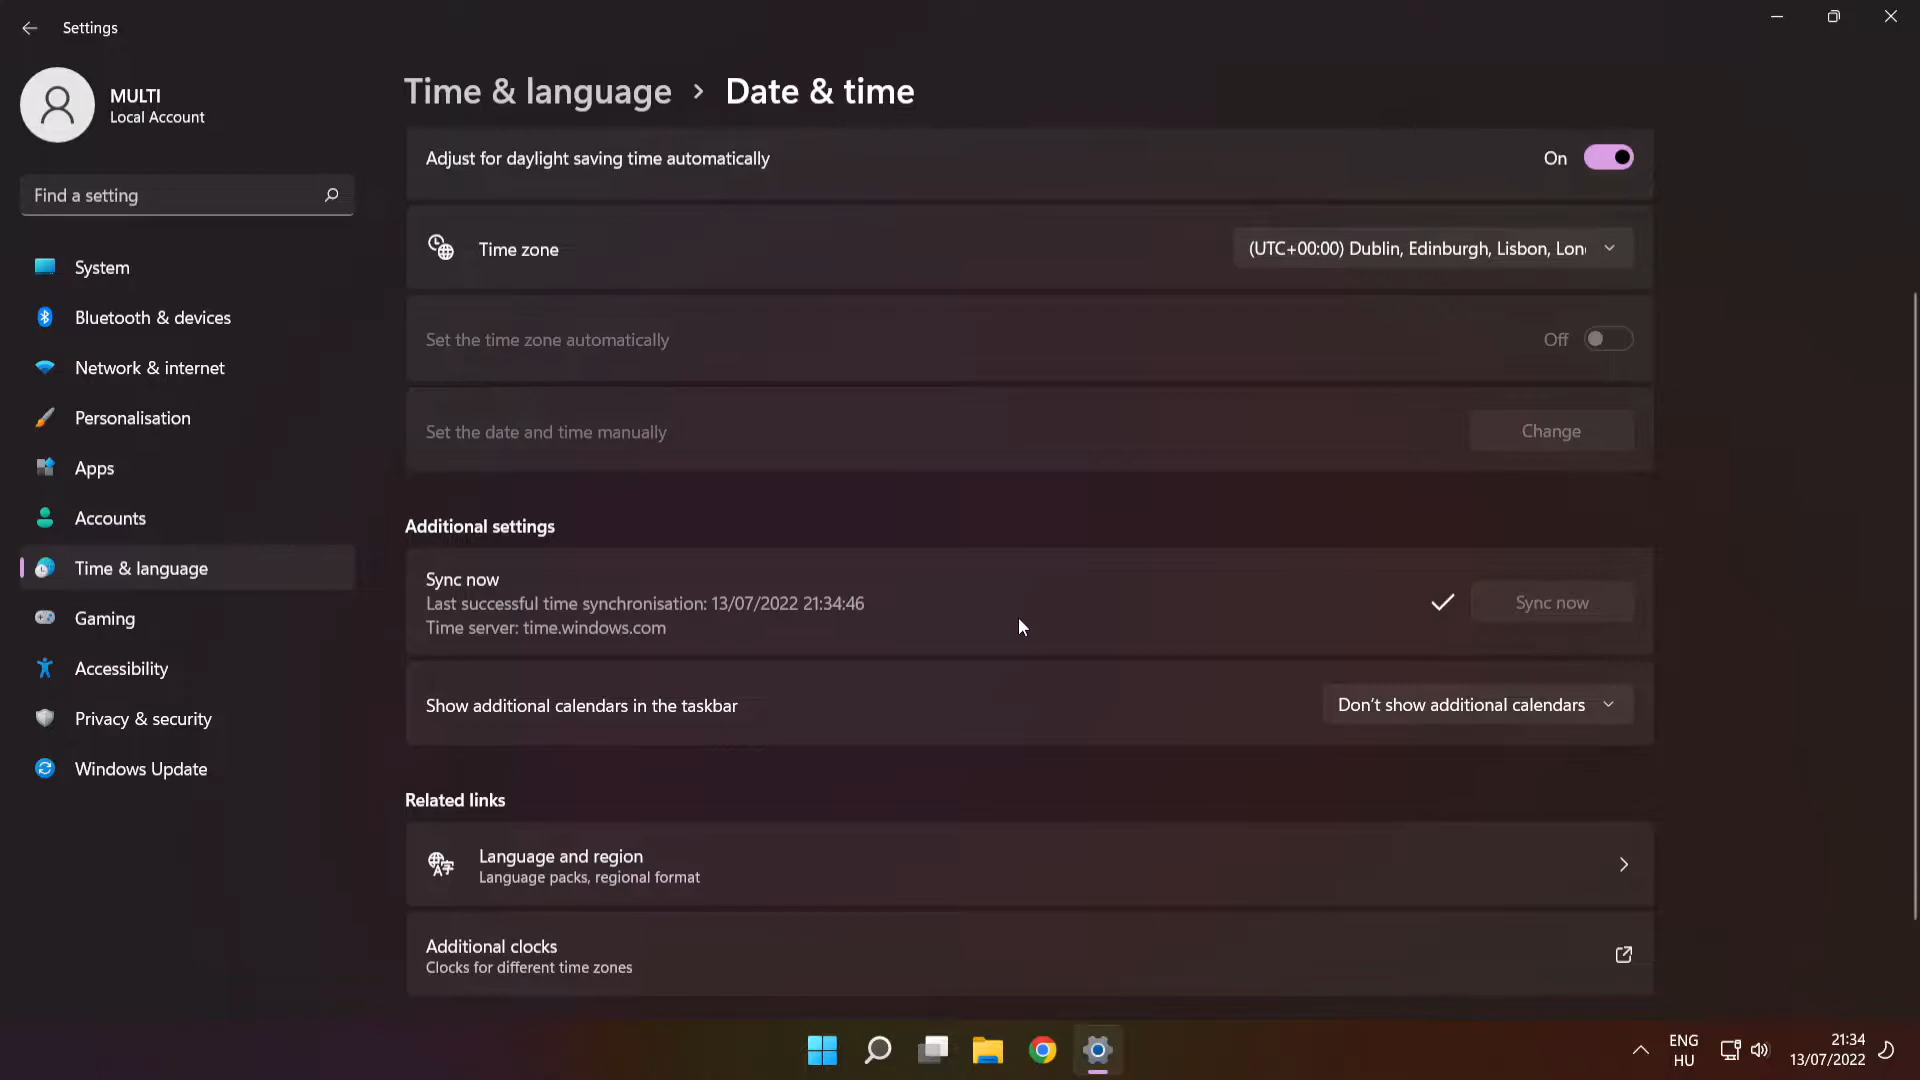 Settings
MULTI
Local Account
Find a setting
System
Bluetooth & devices
Network & internet
Personalisation
Apps
Accounts
Time & language
Gaming
Accessibility
Privacy & security
Windows Update
Time & language > Date & time
Adjust for daylight saving time automatically On
Time zone (UTC+00:00) Dublin, Edinburgh, Lisbon, Lon
Set the time zone automatically Off
Set the date and time manually Change
Additional settings
Sync now
Last successful time synchronisation: 13/07/2022 21:34:46
Time server: time.windows.com
Sync now
Show additional calendars in the taskbar Don't show additional calendars
Related links
Language and region
Language packs, regional format
Additional clocks
Clocks for different time zones
ENG
HU
21:34
13/07/2022